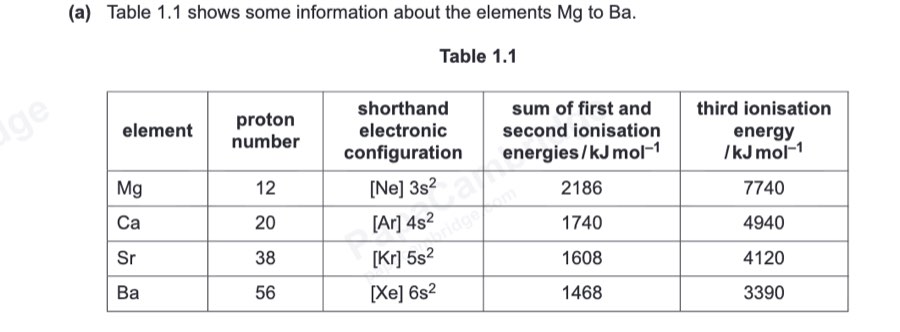 (a) Table 1.1 shows some information about the elements Mg to Ba.
Table 1.1
element | proton number | shorthand electronic configuration | sum of first and second ionisation energies / kJ mol⁻¹ | third ionisation energy / kJ mol⁻¹
Mg | 12 | [Ne] 3s² | 2186 | 7740
Ca | 20 | [Ar] 4s² | 1740 | 4940
Sr | 38 | [Kr] 5s² | 1608 | 4120
Ba | 56 | [Xe] 6s² | 1468 | 3390